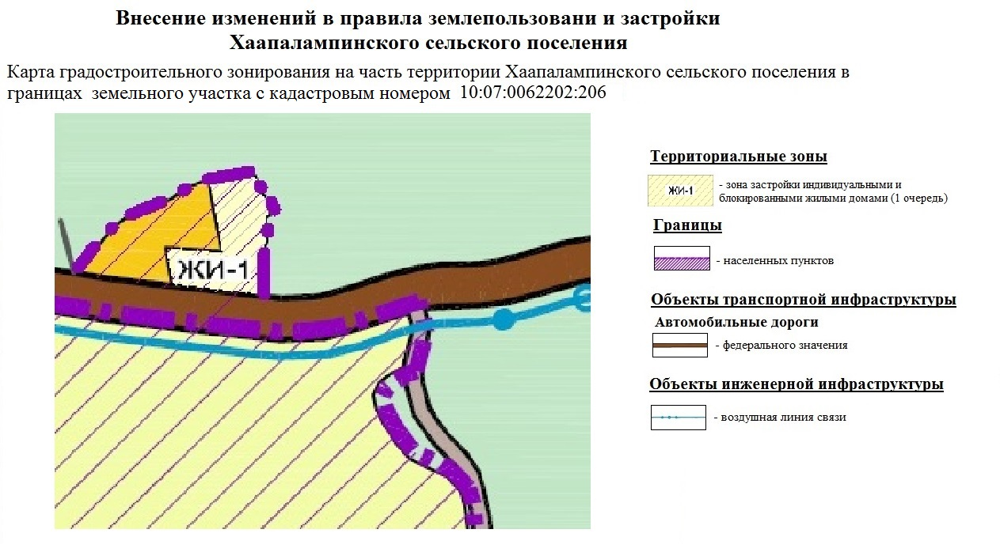 Внесение изменений в правила землепользовани и застройки
Хаапалампинского сельского поселения
Карта градостроительного зонирования на часть территории Хаапалампинского сельского поселения в
границах земельного участка с кадастровым номером 10:07:0062202:206
ЖИ-1
Территориальные зоны
ЖИ-1
- зона застройки индивидуальными и
блокированными жилыми домами (1 очередь)
Границы
- населенных пунктов
Объекты транспортной инфраструктуры
Автомобильные дороги
- федерального значения
Объекты инженерной инфраструктуры
- воздушная линия связи